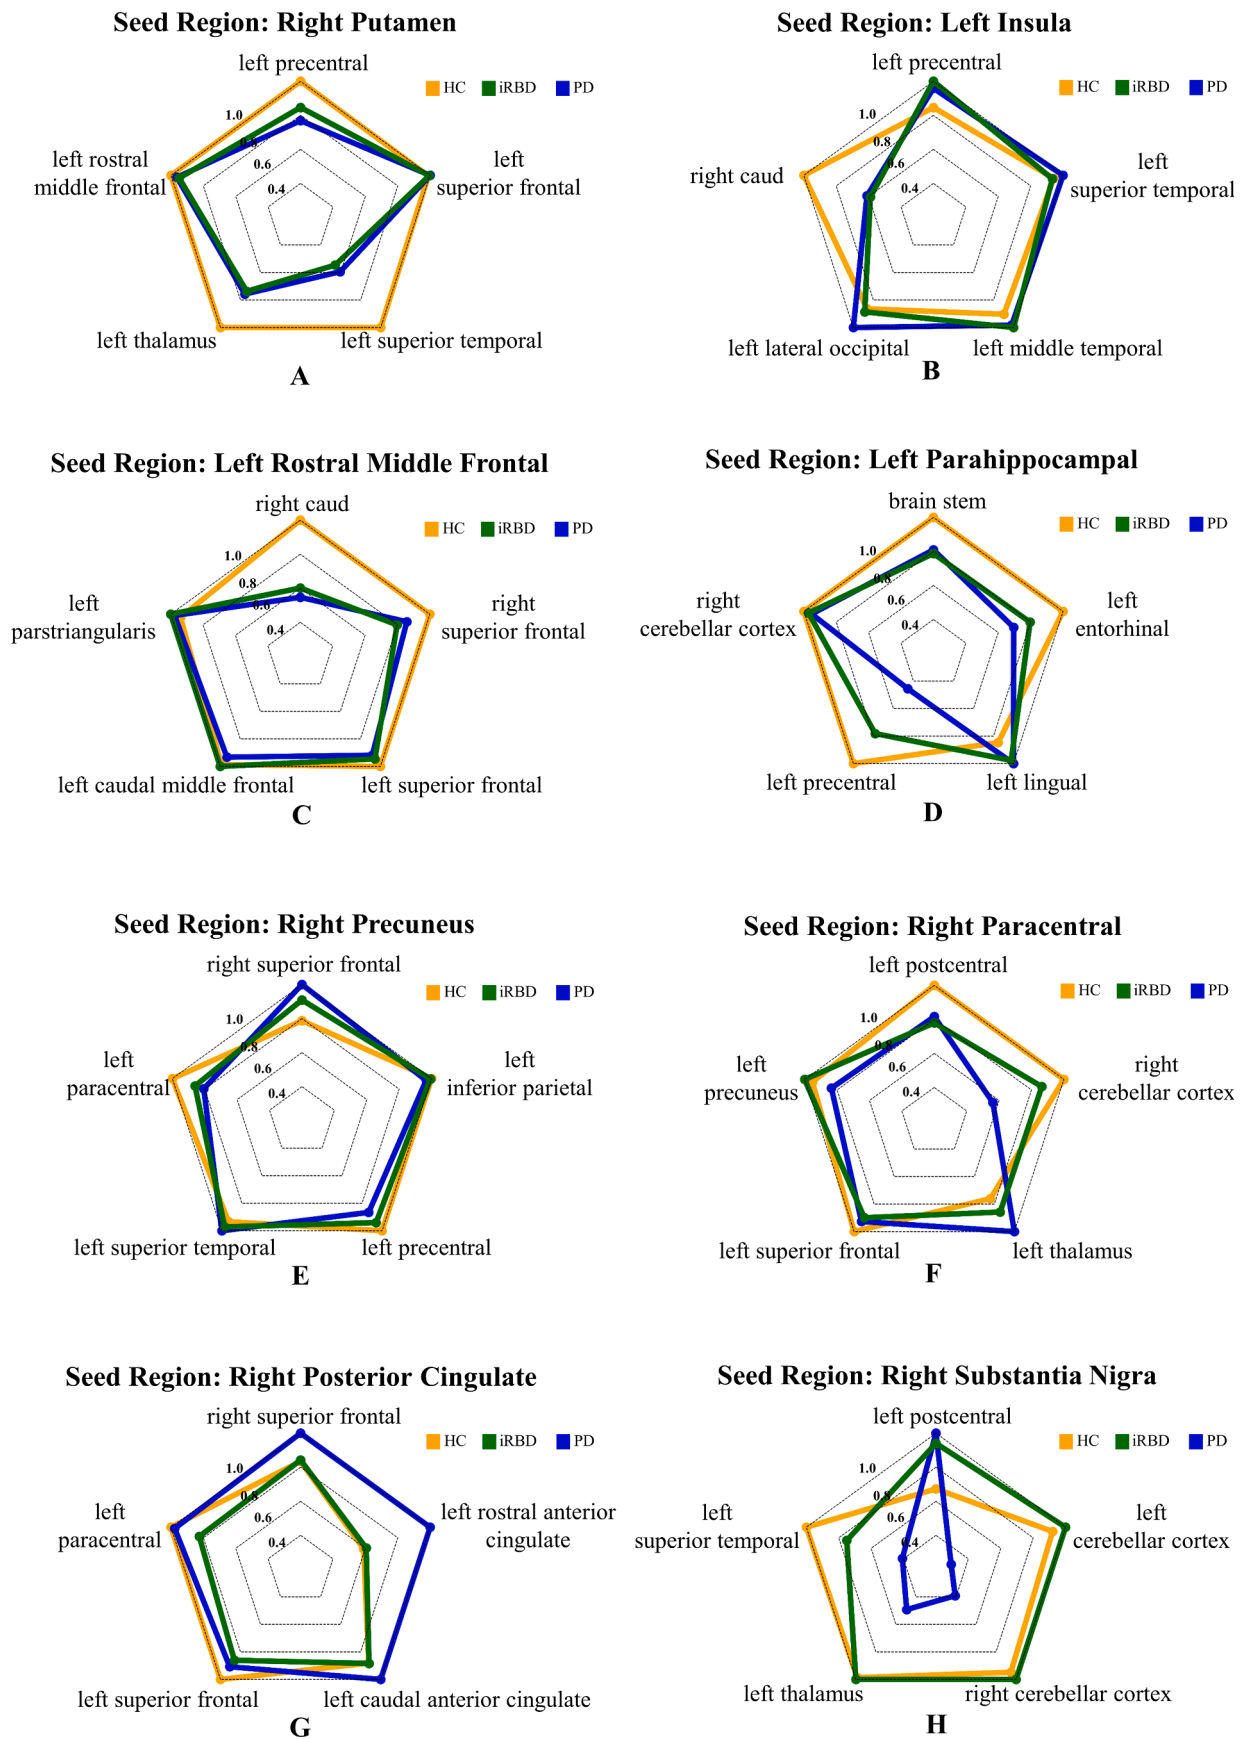 Seed Region: Right Putamen
left precentral
HC iRBD PD
1.0
0.8
0.6
0.4
left rostral
middle frontal
left
superior frontal
left thalamus
left superior temporal
A
Seed Region: Left Insula
left precentral
HC iRBD PD
1.0
0.8
0.6
0.4
right caud
left
superior temporal
left lateral occipital
left middle temporal
B
Seed Region: Left Rostral Middle Frontal
right caud
HC iRBD PD
1.0
0.8
0.6
0.4
left
parstriangularis
right
superior frontal
left caudal middle frontal
left superior frontal
C
Seed Region: Left Parahippocampal
brain stem
HC iRBD PD
1.0
0.8
0.6
0.4
right
cerebellar cortex
left
entorhinal
left precentral
left lingual
D
Seed Region: Right Precuneus
right superior frontal
HC iRBD PD
1.0
0.8
0.6
0.4
left
paracentral
left
inferior parietal
left superior temporal
left precentral
E
Seed Region: Right Paracentral
left postcentral
HC iRBD PD
1.0
0.8
0.6
0.4
left
precuneus
right
cerebellar cortex
left superior frontal
left thalamus
F
Seed Region: Right Posterior Cingulate
right superior frontal
HC iRBD PD
1.0
0.8
0.6
0.4
left
paracentral
left rostral anterior
cingulate
left superior frontal
left caudal anterior cingulate
G
Seed Region: Right Substantia Nigra
left postcentral
HC iRBD PD
1.0
0.8
0.6
0.4
left
superior temporal
left
cerebellar cortex
left thalamus
right cerebellar cortex
H